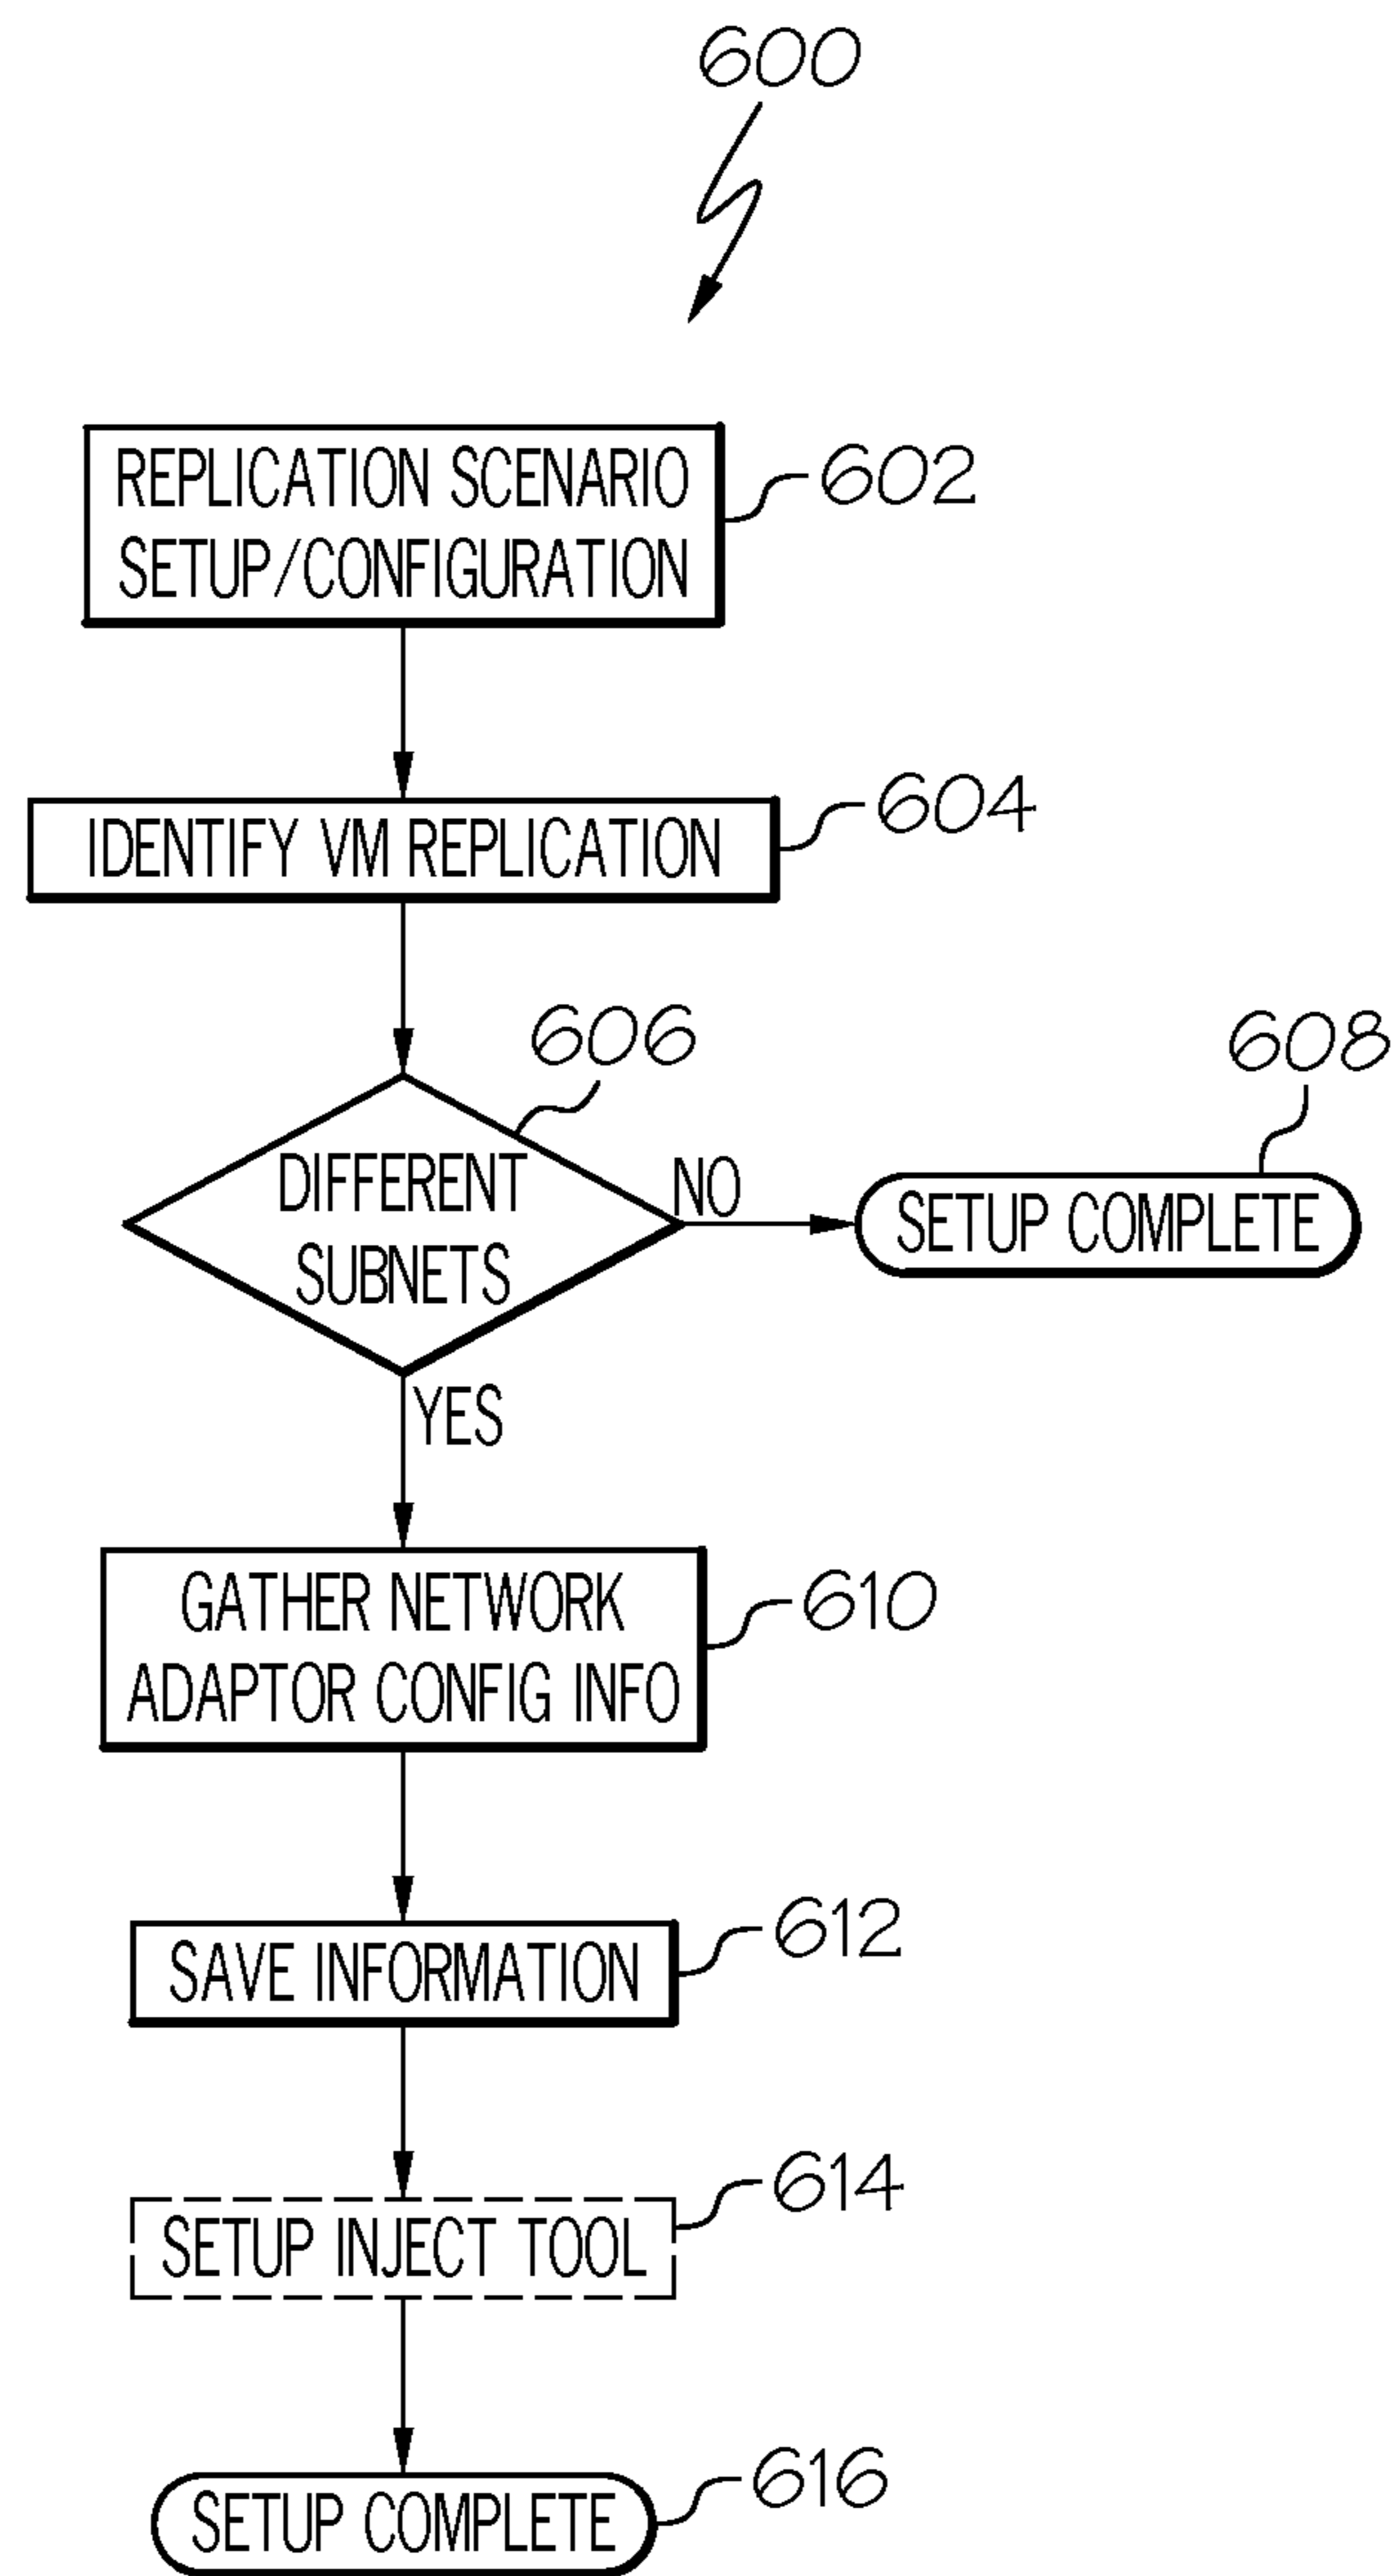 600
REPLICATION SCENARIO
SETUP/CONFIGURATION
602
IDENTIFY VM REPLICATION
604
606
DIFFERENT
SUBNETS
NO
608
SETUP COMPLETE
YES
GATHER NETWORK
ADAPTOR CONFIG INFO
610
SAVE INFORMATION
612
SETUP INJECT TOOL
614
SETUP COMPLETE
616